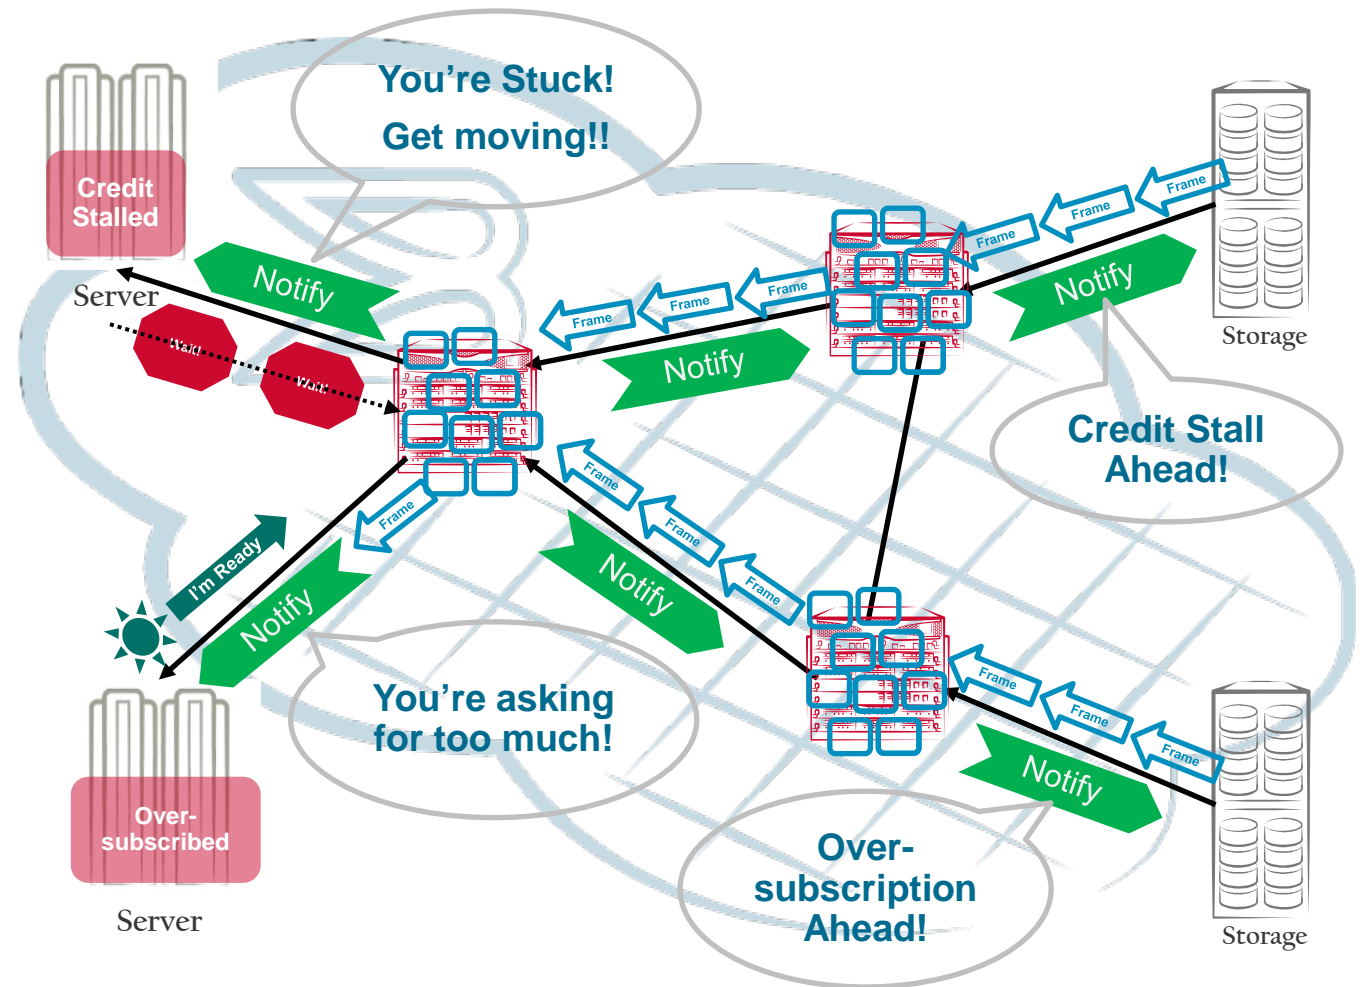 You’re Stuck!
Get moving!!
Credit
Stalled
Server
Notify
Wait!
Wait!
Frame
Frame
Frame
Notify
Frame
Frame
Frame
Notify
Storage
Credit Stall
Ahead!
Frame
I'm Ready
Notify
Frame
Frame
Frame
Notify
You’re asking
for too much!
Over-
subscribed
Server
Frame
Frame
Frame
Notify
Over-
subscription
Ahead!
Storage